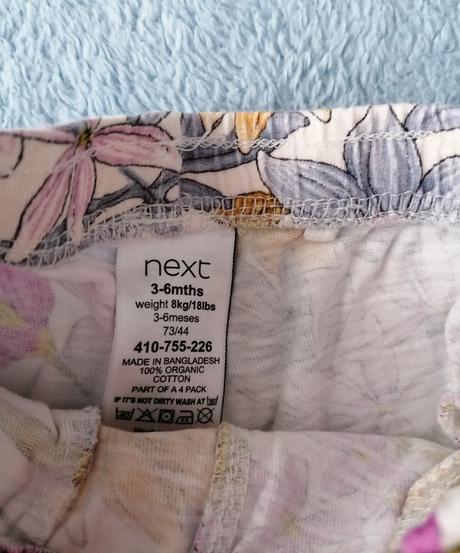 next
3-6mths
weight 8kg/18lbs
3-6meses
73/44
410-755-226
MADE IN BANGLADESH
100% ORGANIC
COTTON
PART OF A 4 PACK
IF IT'S NOT DIRTY WASH AT